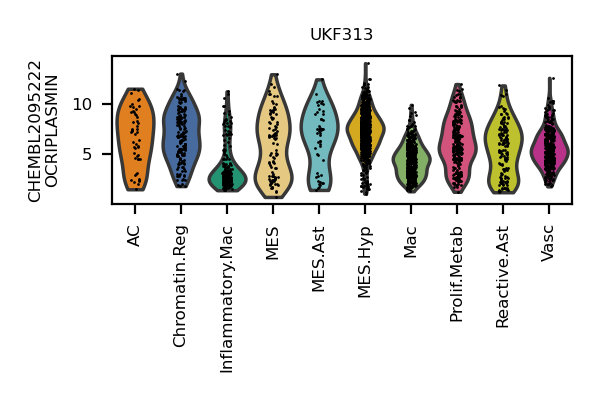 UKF313
CHEMBL2095222
OCRIPLASMIN
10
5
AC
Chromatin.Reg
Inflammatory.Mac
MES
MES.Ast
MES.Hyp
Mac
Prolif.Metab
Reactive.Ast
Vasc